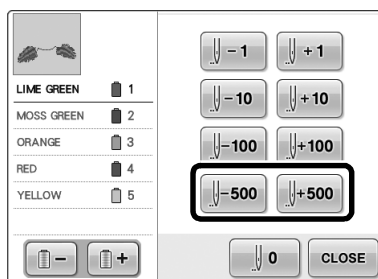 LIME GREEN 1
MOSS GREEN 2
ORANGE 3
RED 4
YELLOW 5
- +
-1 +1
-10 +10
-100 +100
-500 +500
0 CLOSE